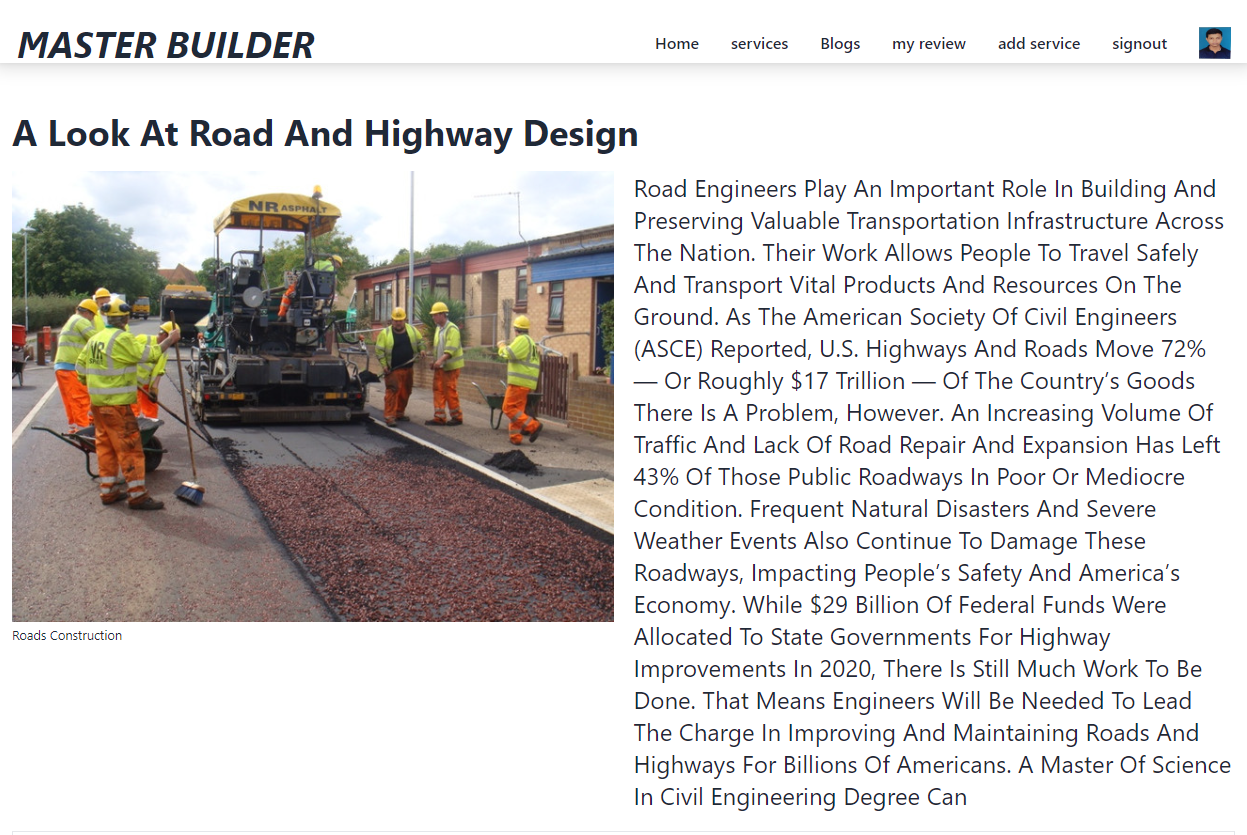 MASTER BUILDER
Home services Blogs my review add service signout
A Look At Road And Highway Design
NR ASPHALT
NR
Roads Construction
Road Engineers Play An Important Role In Building And
Preserving Valuable Transportation Infrastructure Across
The Nation. Their Work Allows People To Travel Safely
And Transport Vital Products And Resources On The
Ground. As The American Society Of Civil Engineers
(ASCE) Reported, U.S. Highways And Roads Move 72%
— Or Roughly $17 Trillion — Of The Country’s Goods
There Is A Problem, However. An Increasing Volume Of
Traffic And Lack Of Road Repair And Expansion Has Left
43% Of Those Public Roadways In Poor Or Mediocre
Condition. Frequent Natural Disasters And Severe
Weather Events Also Continue To Damage These
Roadways, Impacting People’s Safety And America’s
Economy. While $29 Billion Of Federal Funds Were
Allocated To State Governments For Highway
Improvements In 2020, There Is Still Much Work To Be
Done. That Means Engineers Will Be Needed To Lead
The Charge In Improving And Maintaining Roads And
Highways For Billions Of Americans. A Master Of Science
In Civil Engineering Degree Can